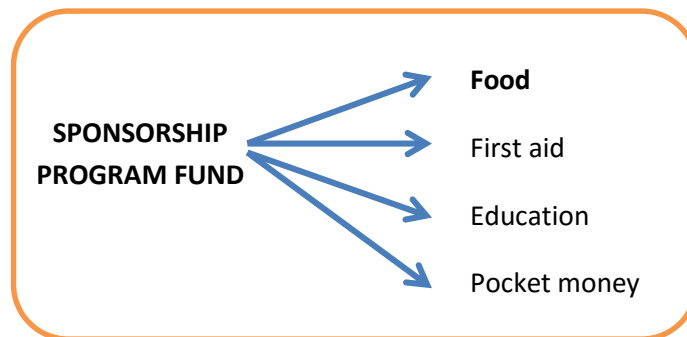 SPONSORSHIP
PROGRAM FUND
Food
First aid
Education
Pocket money